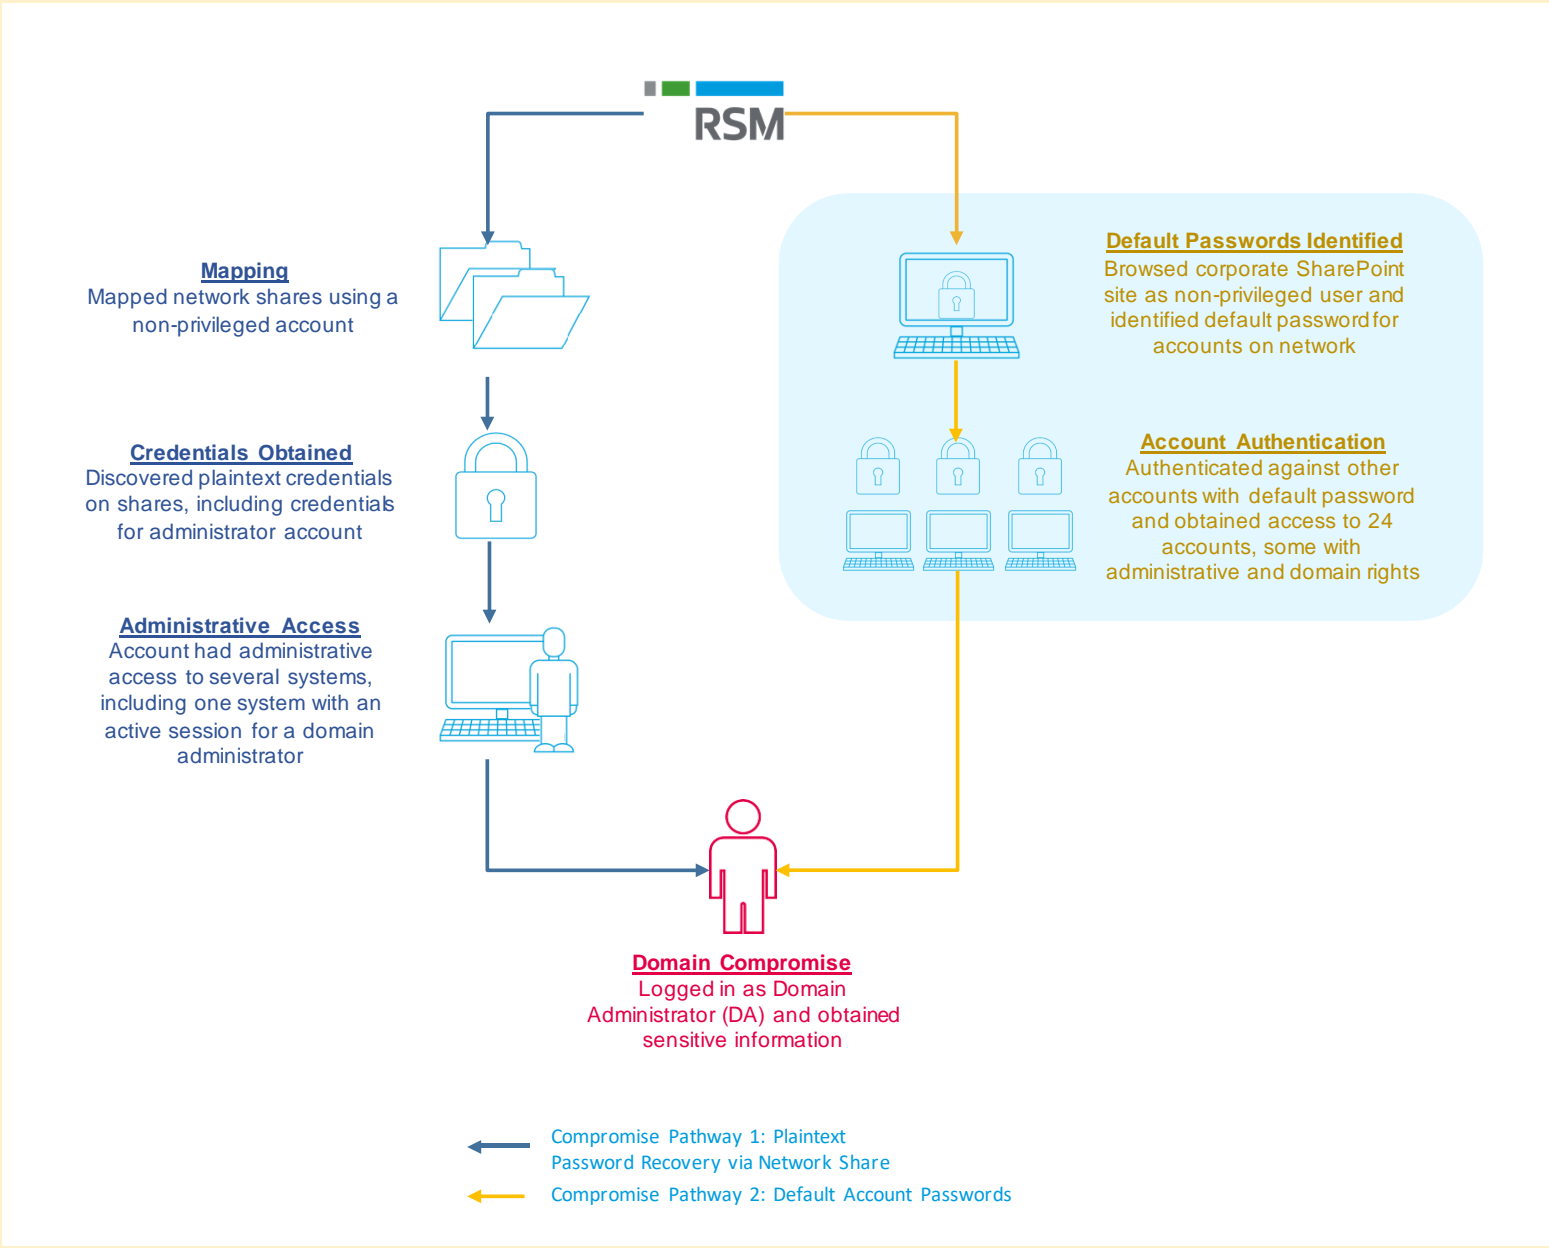 RSM
Mapping
Mapped network shares using a
non-privileged account
Credentials Obtained
Discovered plaintext credentials
on shares, including credentials
for administrator account
Administrative Access
Account had administrative
access to several systems,
including one system with an
active session for a domain
administrator
Default Passwords Identified
Browsed corporate SharePoint
site as non-privileged user and
identified default password for
accounts on network
Account Authentication
Authenticated against other
accounts with default password
and obtained access to 24
accounts, some with
administrative and domain rights
Domain Compromise
Logged in as Domain
Administrator (DA) and obtained
sensitive information
Compromise Pathway 1: Plaintext
Password Recovery via Network Share
Compromise Pathway 2: Default Account Passwords